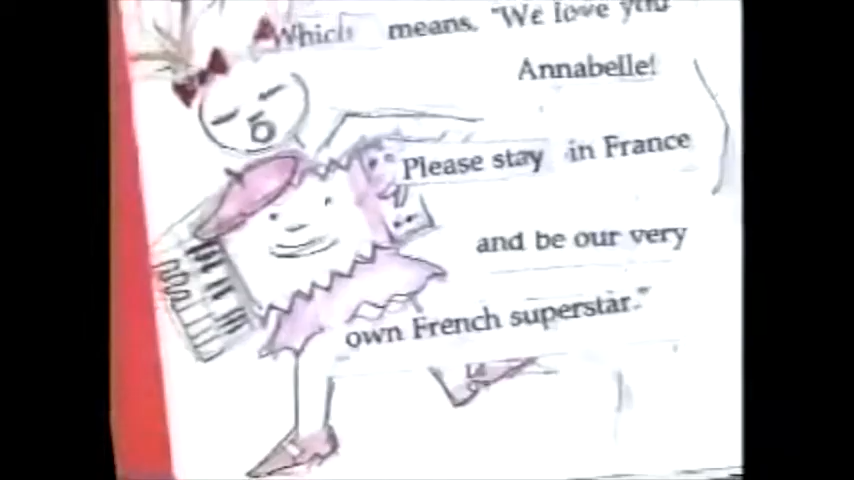 Which means, "We love you
Annabelle!
Please stay in France
and be our very
own French superstar."